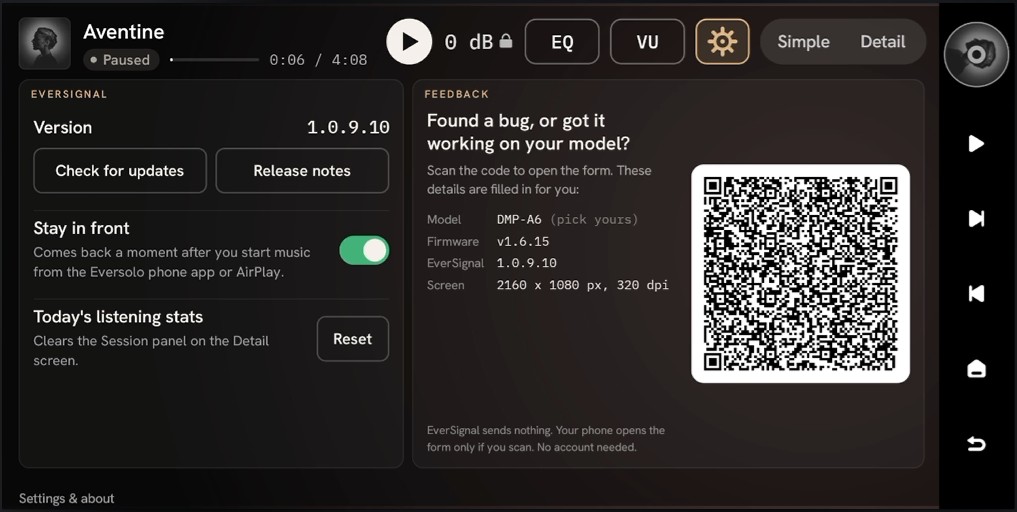 Aventine
Paused
0:06 / 4:08
0 dB
EQ
VU
Simple
Detail
EVERSIGNAL
Version
1.0.9.10
Check for updates
Release notes
Stay in front
Comes back a moment after you start music
from the Eversolo phone app or AirPlay.
Today's listening stats
Clears the Session panel on the Detail
screen.
Reset
FEEDBACK
Found a bug, or got it
working on your model?
Scan the code to open the form. These
details are filled in for you:
Model DMP-A6 (pick yours)
Firmware v1.6.15
EverSignal 1.0.9.10
Screen 2160 x 1080 px, 320 dpi
EverSignal sends nothing. Your phone opens the
form only if you scan. No account needed.
Settings & about